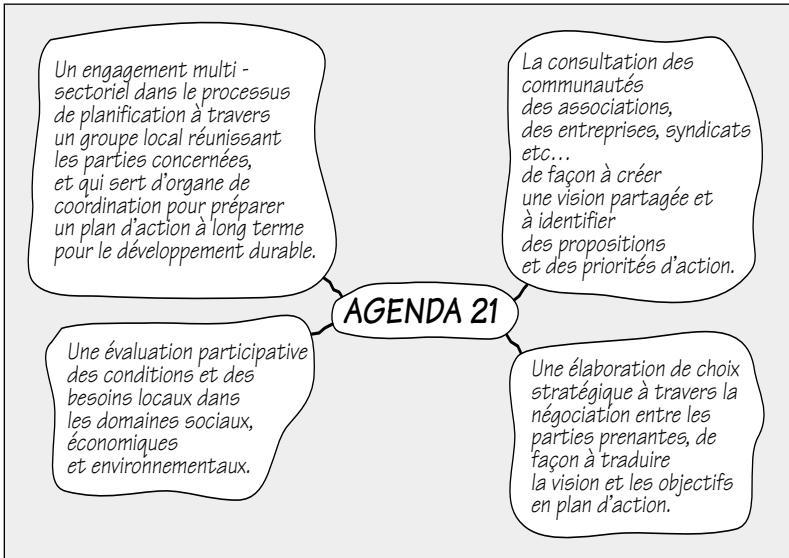 Un engagement multi -
sectoriel dans le processus
de planification à travers
un groupe local réunissant
les parties concernées,
et qui sert d'organe de
coordination pour préparer
un plan d'action à long terme
pour le développement durable.
La consultation des
communautés
des associations,
des entreprises, syndicats
etc…
de façon à créer
une vision partagée et
à identifier
des propositions
et des priorités d'action.
AGENDA 21
Une évaluation participative
des conditions et des
besoins locaux dans
les domaines sociaux,
économiques
et environnementaux.
Une élaboration de choix
stratégique à travers la
négociation entre les
parties prenantes, de
façon à traduire
la vision et les objectifs
en plan d'action.